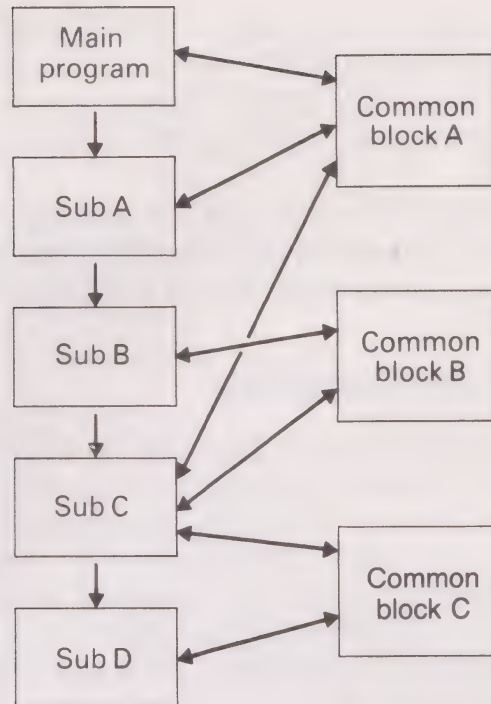 Main
program
Common
block A
Sub A
Sub B
Common
block B
Sub C
Common
block C
Sub D